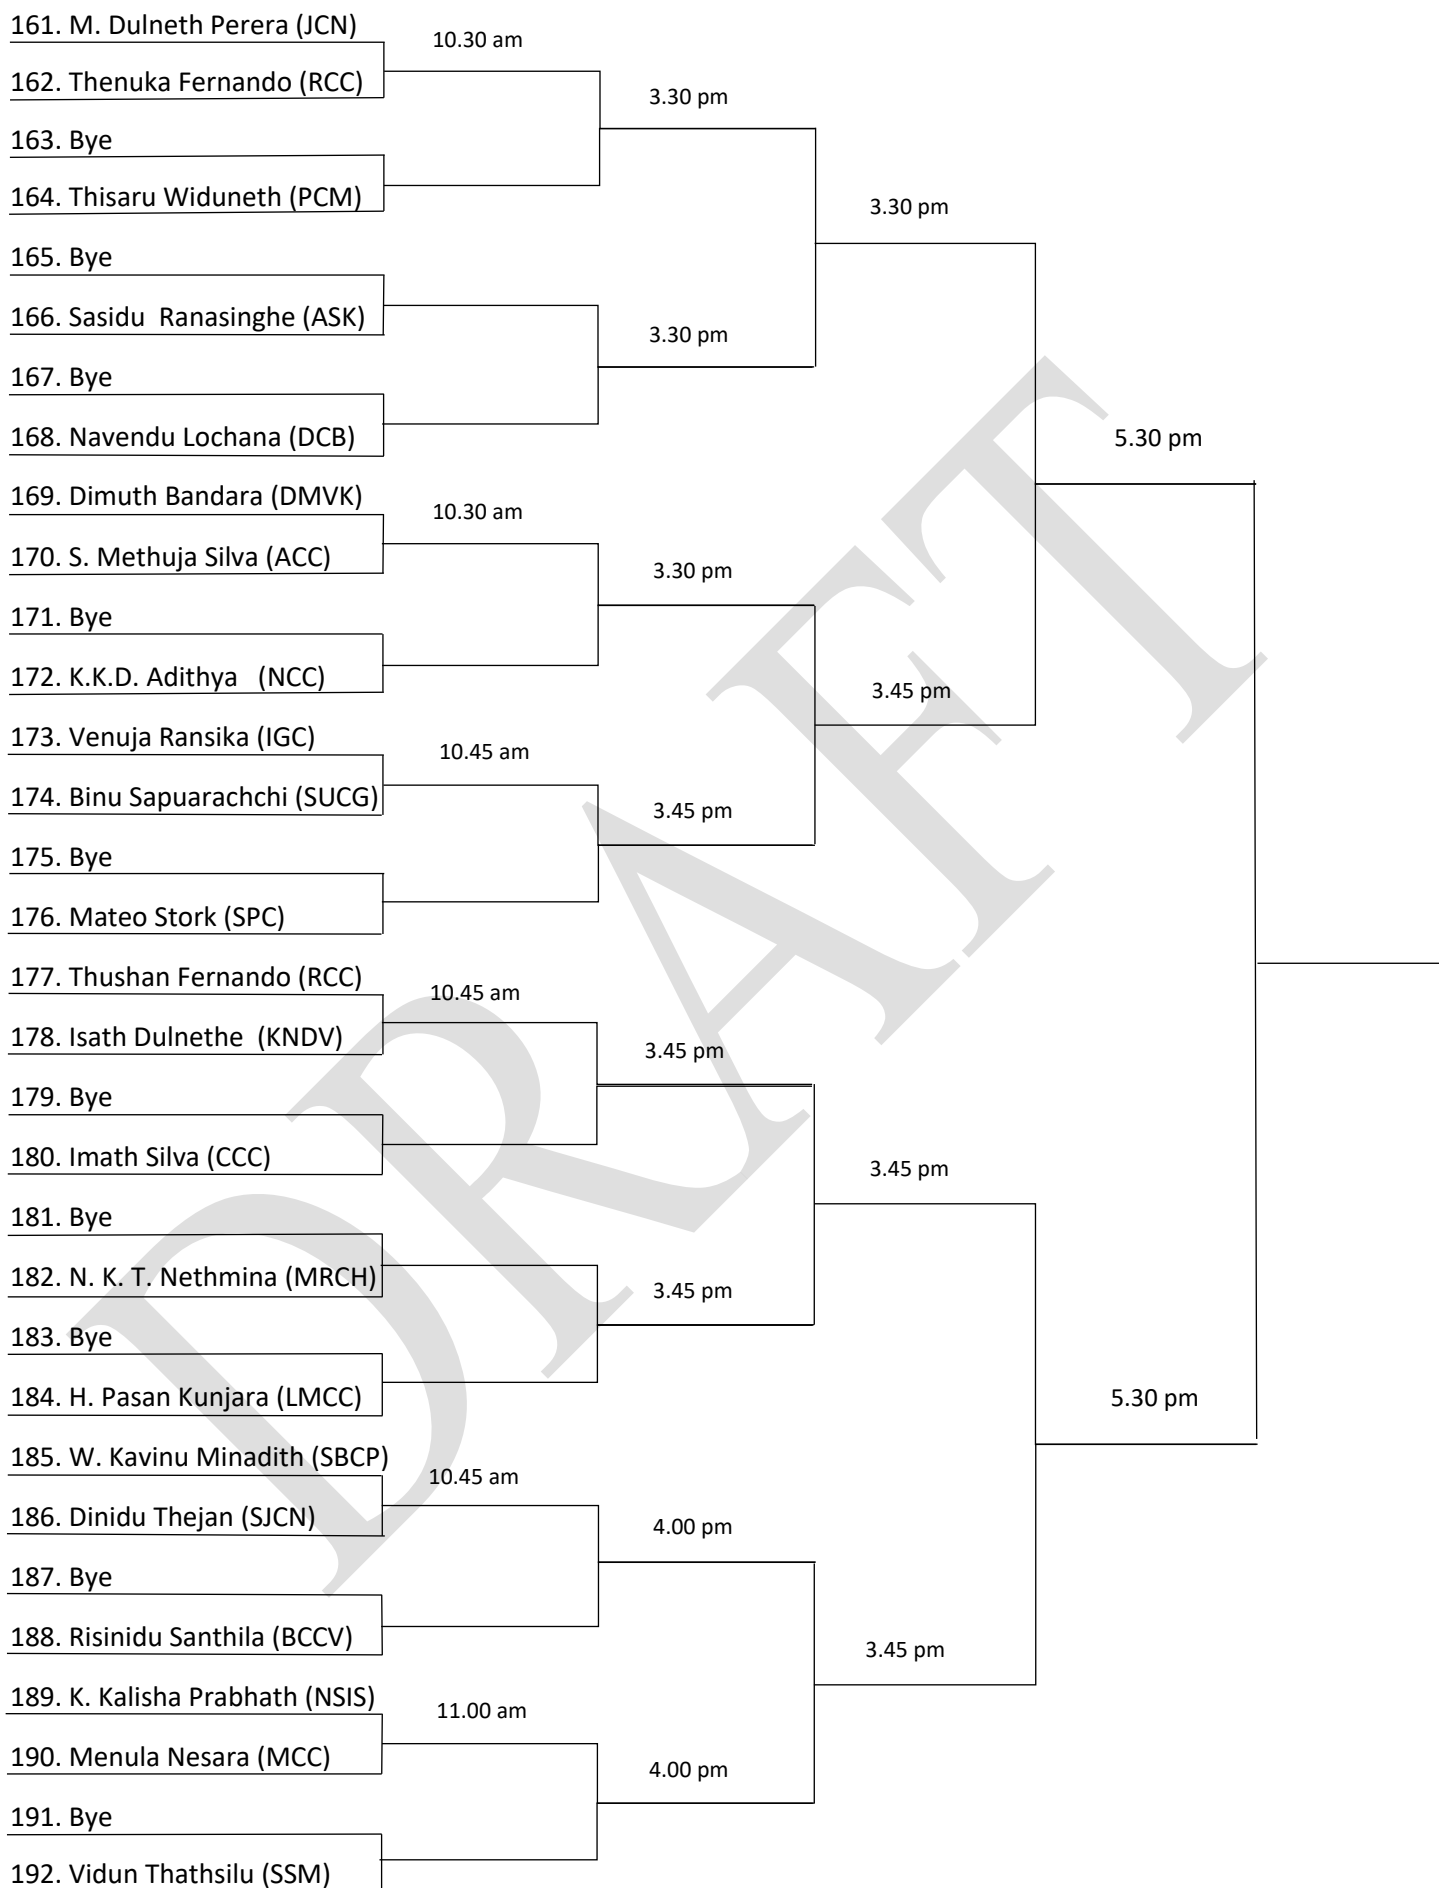 161. M. Dulneth Perera (JCN)
10.30 am
162. Thenuka Fernando (RCC)
3.30 pm
163. Bye
164. Thisaru Widuneth (PCM)
3.30 pm
165. Bye
166. Sasidu  Ranasinghe (ASK)
3.30 pm
167. Bye
168. Navendu Lochana (DCB)
5.30 pm
169. Dimuth Bandara (DMVK)
10.30 am
170. S. Methuja Silva (ACC)
3.30 pm
171. Bye
172. K.K.D. Adithya   (NCC)
3.45 pm
173. Venuja Ransika (IGC)
10.45 am
174. Binu Sapuarachchi (SUCG)
3.45 pm
175. Bye
176. Mateo Stork (SPC)
177. Thushan Fernando (RCC)
10.45 am
178. Isath Dulnethe  (KNDV)
3.45 pm
179. Bye
180. Imath Silva (CCC)
3.45 pm
181. Bye
182. N. K. T. Nethmina (MRCH)
3.45 pm
183. Bye
184. H. Pasan Kunjara (LMCC)
5.30 pm
185. W. Kavinu Minadith (SBCP)
10.45 am
186. Dinidu Thejan (SJCN)
4.00 pm
187. Bye
188. Risinidu Santhila (BCCV)
3.45 pm
189. K. Kalisha Prabhath (NSIS)
11.00 am
190. Menula Nesara (MCC)
4.00 pm
191. Bye
192. Vidun Thathsilu (SSM)
DRAFT